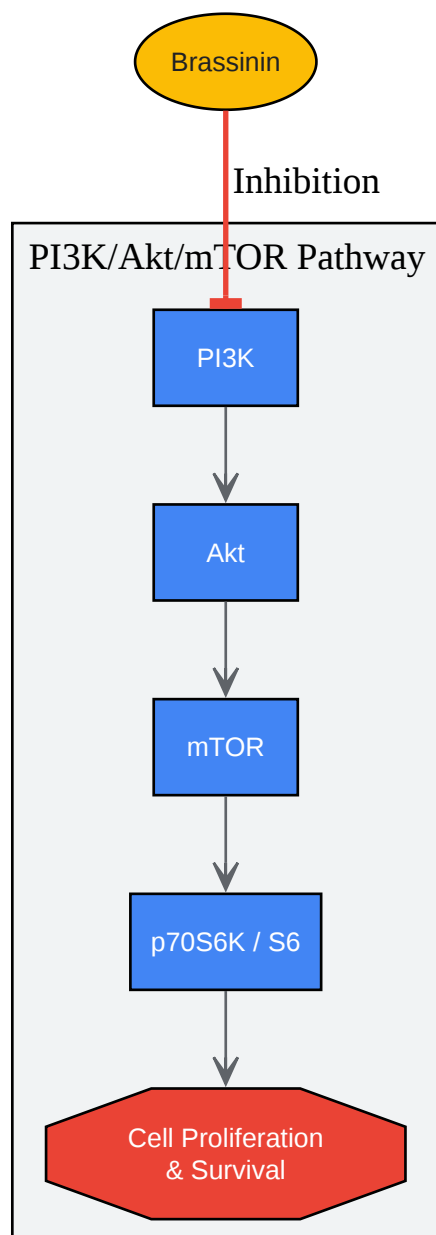 Brassinin
Inhibition
PI3K/Akt/mTOR Pathway
PI3K
Akt
mTOR
p70S6K / S6
Cell Proliferation
& Survival